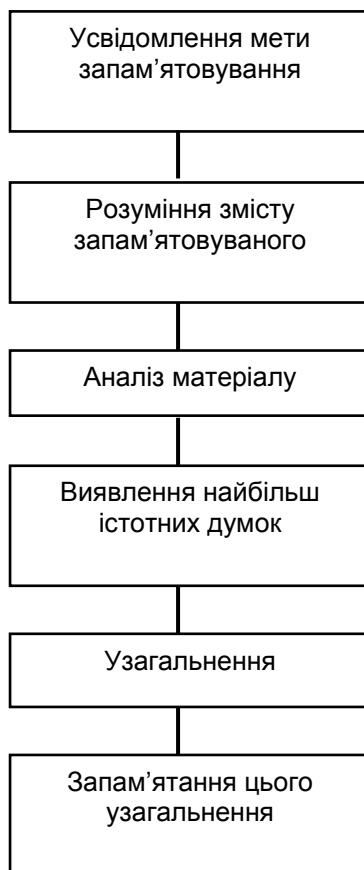 Усвідомлення мети
запам’ятовування
Розуміння змісту
запам’ятовуваного
Аналіз матеріалу
Виявлення найбільш
істотних думок
Узагальнення
Запам’ятання цього
узагальнення